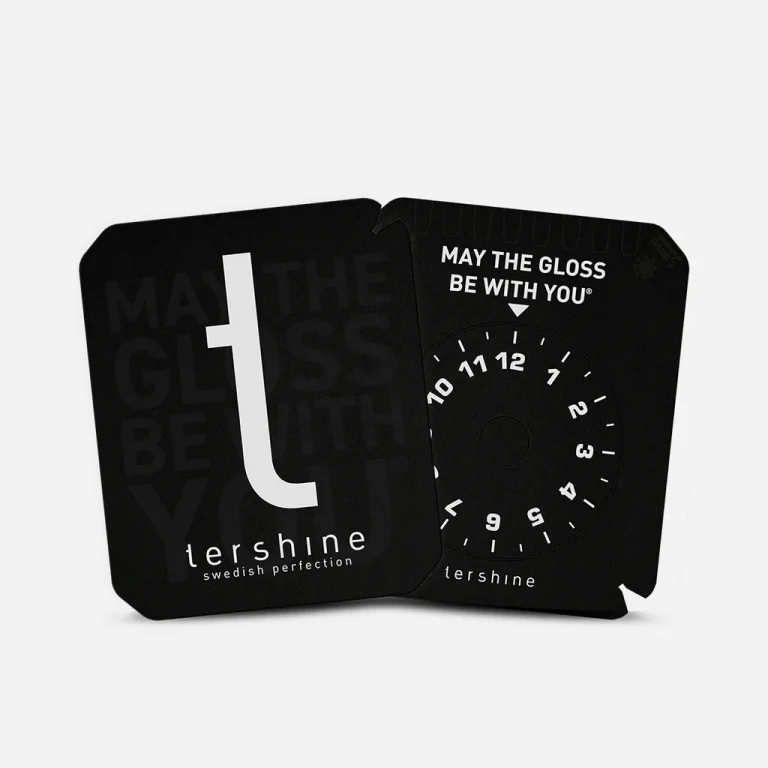 MAY THE
GLOSS
BE WITH
YOU®
t
tershine
swedish perfection
MAY THE GLOSS
BE WITH YOU®
10 11 12 1 2 3 4 5 6 7
tershine